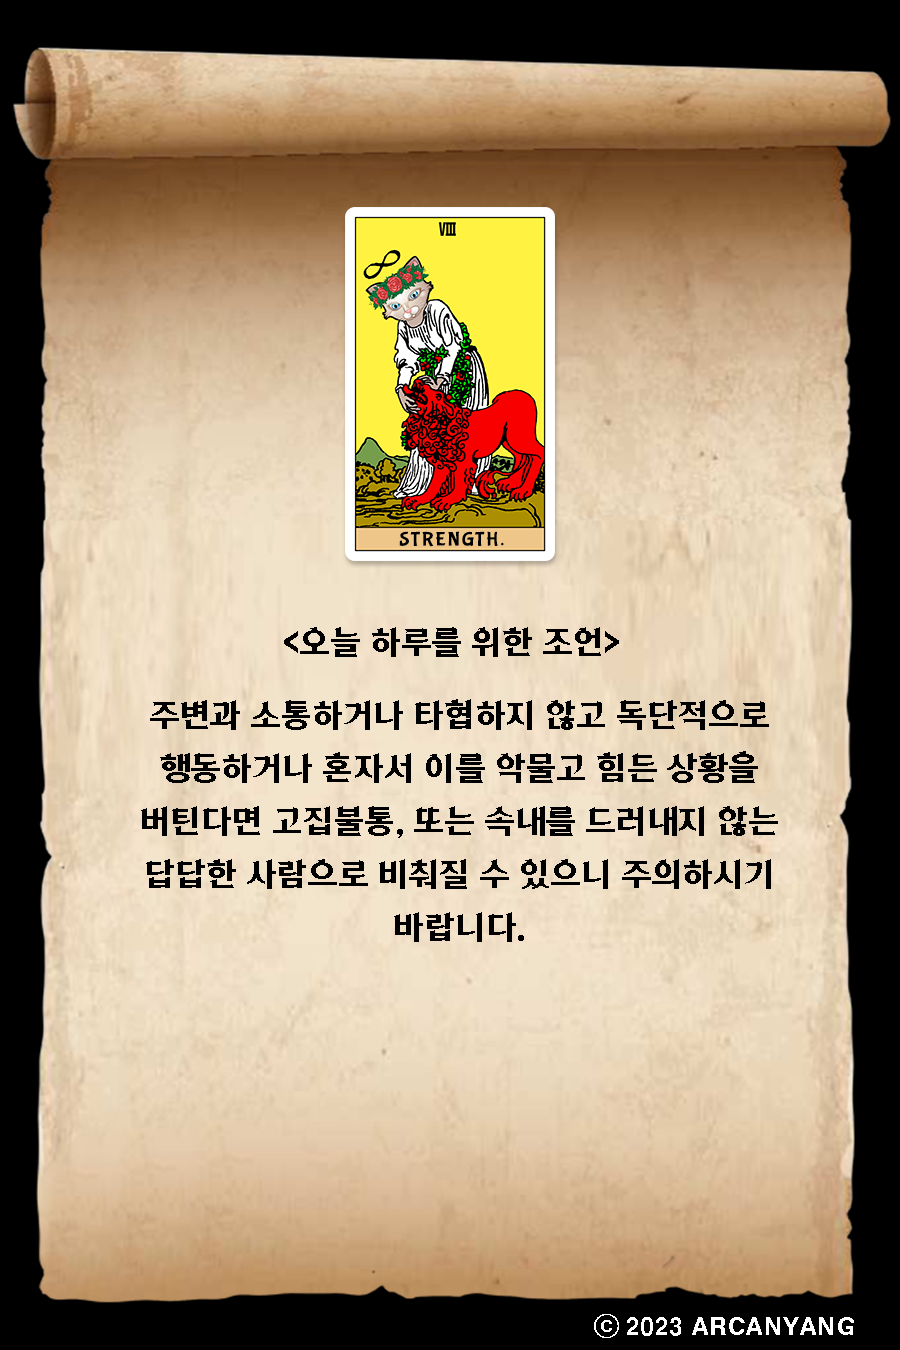 VIII
STRENGTH.
<오늘 하루를 위한 조언>
주변과 소통하거나 타협하지 않고 독단적으로
행동하거나 혼자서 이를 악물고 힘든 상황을
버틴다면 고집불통, 또는 속내를 드러내지 않는
답답한 사람으로 비춰질 수 있으니 주의하시기
바랍니다.
© 2023 ARCANYANG